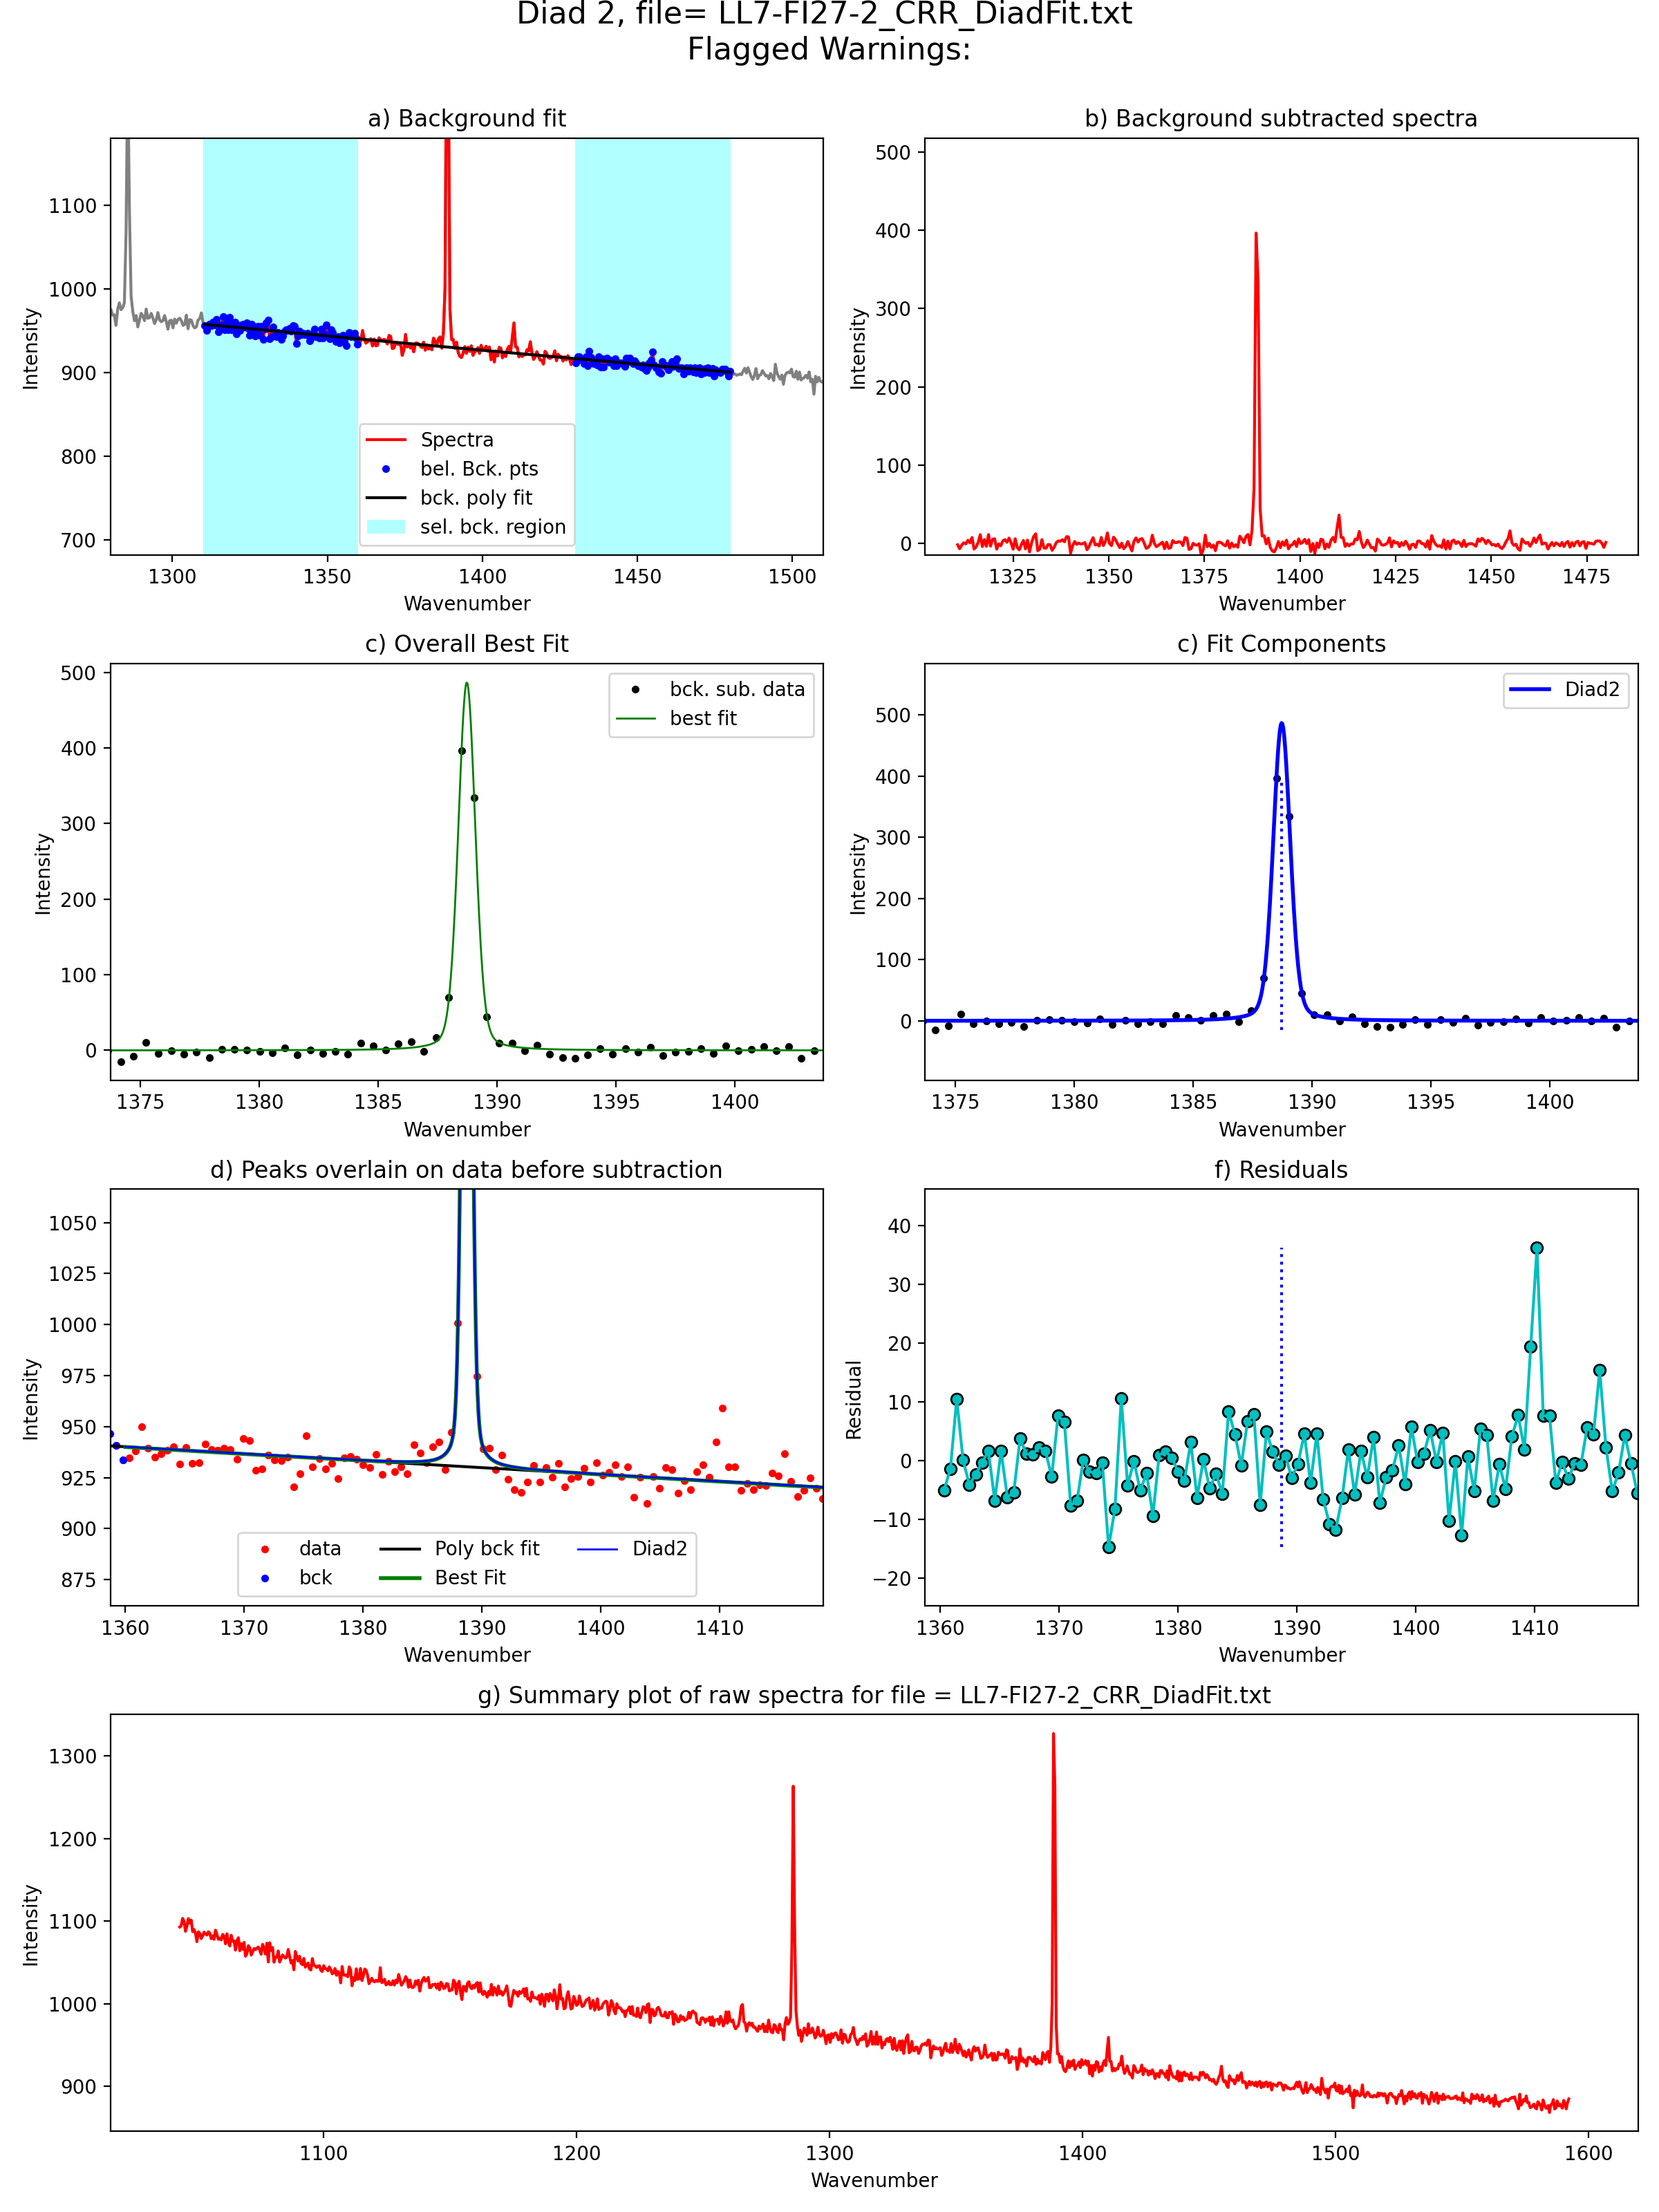 Diad 2, file= LL7-FI27-2_CRR_DiadFit.txt
Flagged Warnings:
a) Background fit
Intensity
1100
1000
900
800
700
Spectra
bel. Bck. pts
bck. poly fit
sel. bck. region
1300 1350 1400 1450 1500
Wavenumber
b) Background subtracted spectra
Intensity
500
400
300
200
100
0
1325 1350 1375 1400 1425 1450 1475
Wavenumber
c) Overall Best Fit
Intensity
500
400
300
200
100
0
bck. sub. data
best fit
1375 1380 1385 1390 1395 1400
Wavenumber
c) Fit Components
Intensity
500
400
300
200
100
0
Diad2
1375 1380 1385 1390 1395 1400
Wavenumber
d) Peaks overlain on data before subtraction
Intensity
1050
1025
1000
975
950
925
900
875
data Poly bck fit Diad2
bck Best Fit
1360 1370 1380 1390 1400 1410
Wavenumber
f) Residuals
Residual
40
30
20
10
0
−10
−20
1360 1370 1380 1390 1400 1410
Wavenumber
g) Summary plot of raw spectra for file = LL7-FI27-2_CRR_DiadFit.txt
Intensity
1300
1200
1100
1000
900
1100 1200 1300 1400 1500 1600
Wavenumber